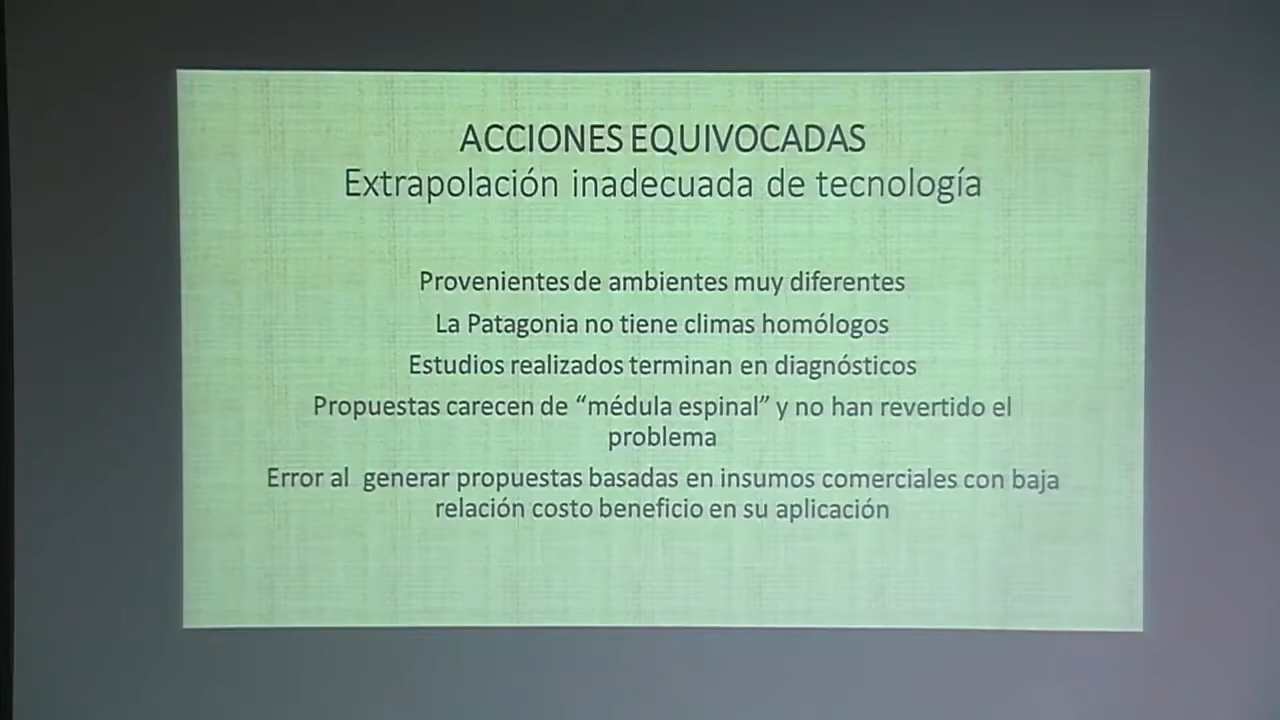 ACCIONES EQUIVOCADAS
Extrapolación inadecuada de tecnología
Provenientes de ambientes muy diferentes
La Patagonia no tiene climas homólogos
Estudios realizados terminan en diagnósticos
Propuestas carecen de “médula espinal” y no han revertido el
problema
Error al generar propuestas basadas en insumos comerciales con baja
relación costo beneficio en su aplicación